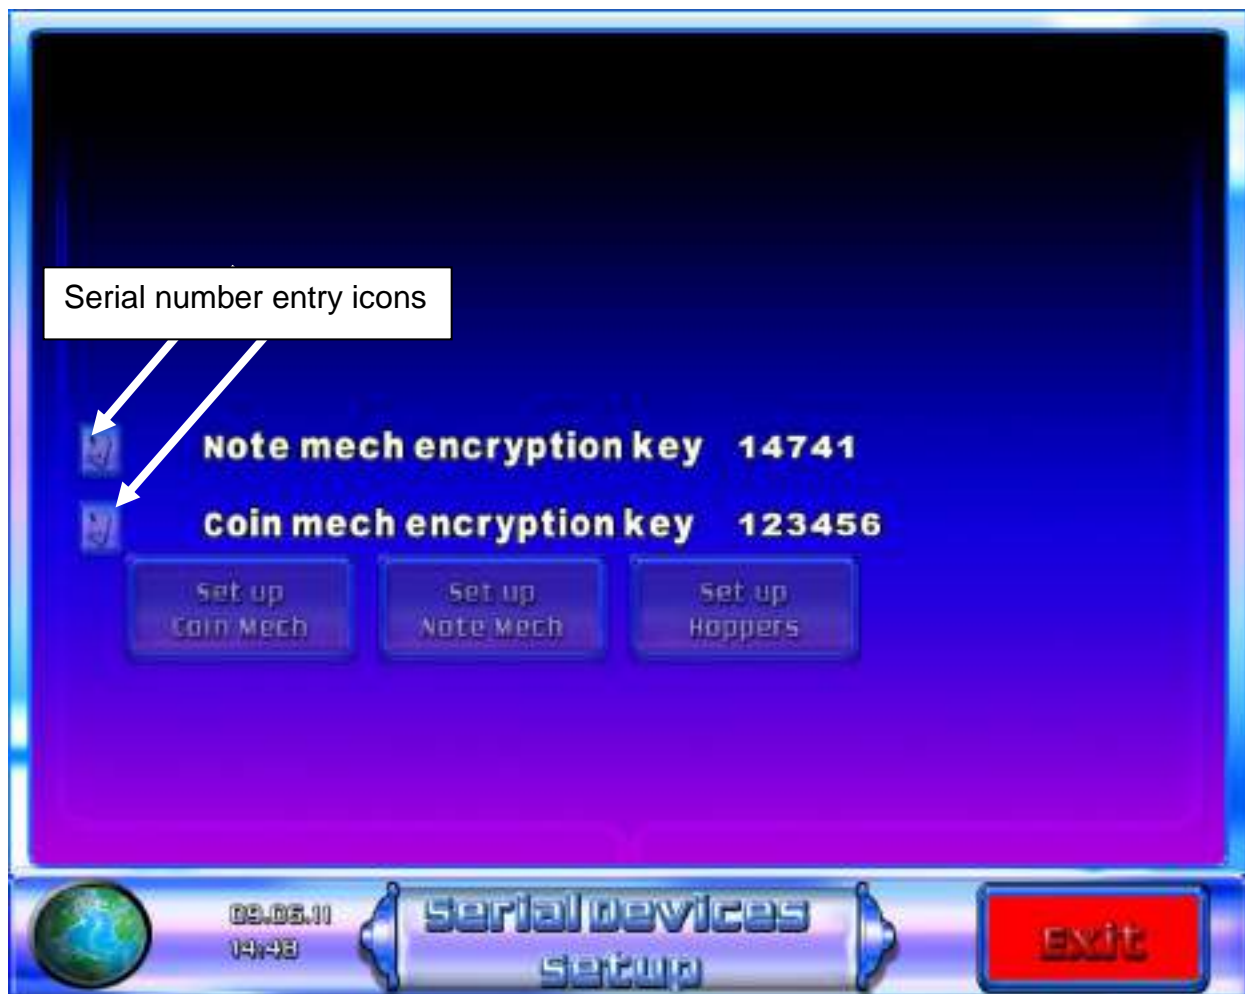 Serial number entry icons
Note mech encryption key 14741
Coin mech encryption key 123456
Set up
Coin Mech
Set up
Note Mech
Set up
Hoppers
09.06.11
14:48
Serial Devices
Setup
Exit